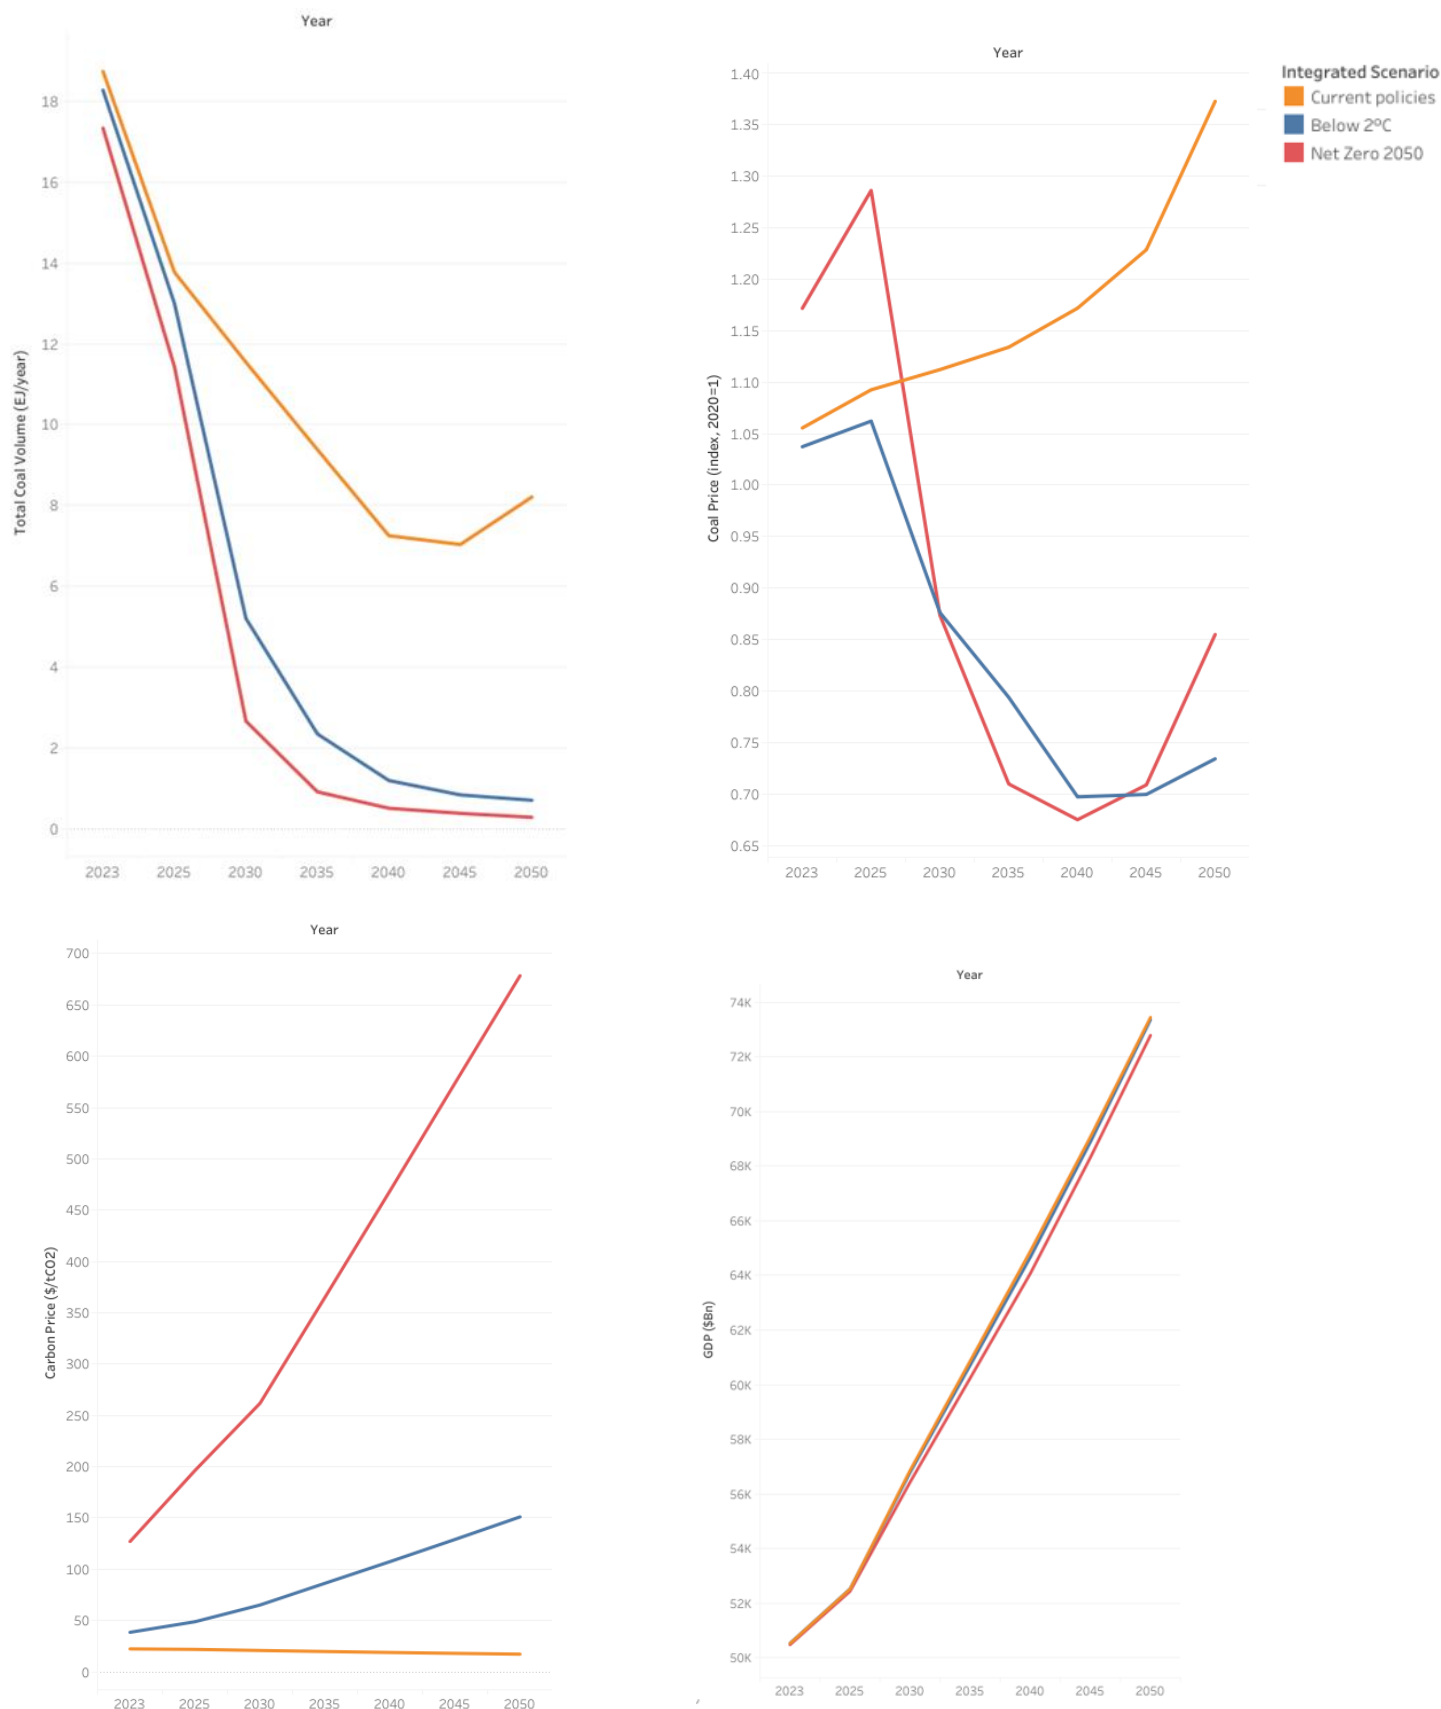 Year
Total Coal Volume (EJ/year)
18
16
14
12
10
8
6
4
2
0
2023 2025 2030 2035 2040 2045 2050
Year
Coal Price (index, 2020=1)
1.40
1.35
1.30
1.25
1.20
1.15
1.10
1.05
1.00
0.95
0.90
0.85
0.80
0.75
0.70
0.65
2023 2025 2030 2035 2040 2045 2050
Integrated Scenario
Current policies
Below 2ºC
Net Zero 2050
Year
Carbon Price ($/tCO2)
700
650
600
550
500
450
400
350
300
250
200
150
100
50
0
2023 2025 2030 2035 2040 2045 2050
Year
GDP ($Bn)
74K
72K
70K
68K
66K
64K
62K
60K
58K
56K
54K
52K
50K
2023 2025 2030 2035 2040 2045 2050